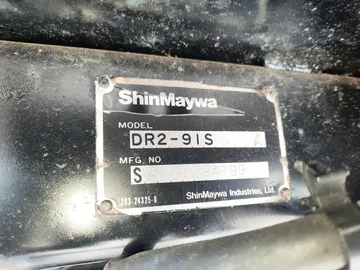 ShinMaywa
MODEL
DR2-91S A
MFG. NO
S
ShinMaywa Industries, Ltd.